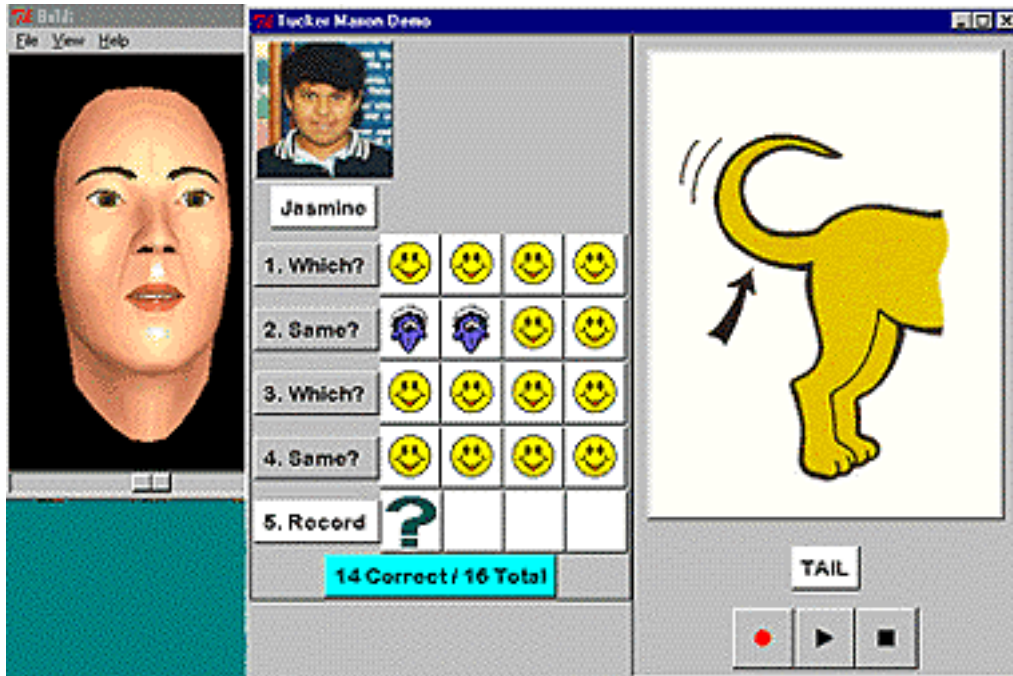 Baldi
File View Help
Tucker Maxon Demo
Jasmine
1. Which?
2. Same?
3. Which?
4. Same?
5. Record
14 Correct / 16 Total
TAIL